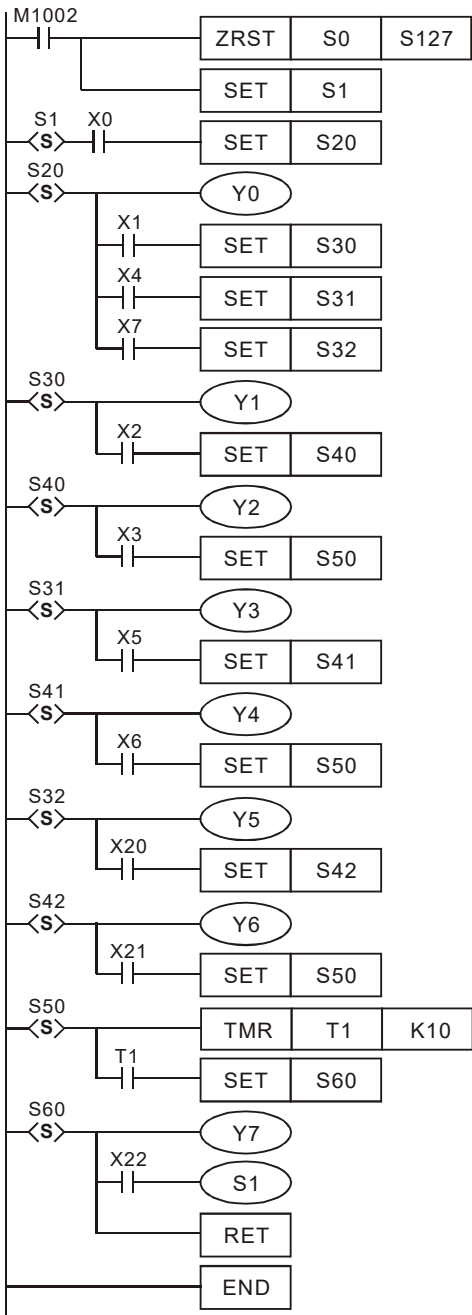 M1002
ZRST S0 S127
SET S1
S1 X0
S SET S20
S20
S Y0
X1
SET S30
X4
SET S31
X7
SET S32
S30
S Y1
X2
SET S40
S40
S Y2
X3
SET S50
S31
S Y3
X5
SET S41
S41
S Y4
X6
SET S50
S32
S Y5
X20
SET S42
S42
S Y6
X21
SET S50
S50
S TMR T1 K10
T1
SET S60
S60
S Y7
X22
S1
RET
END